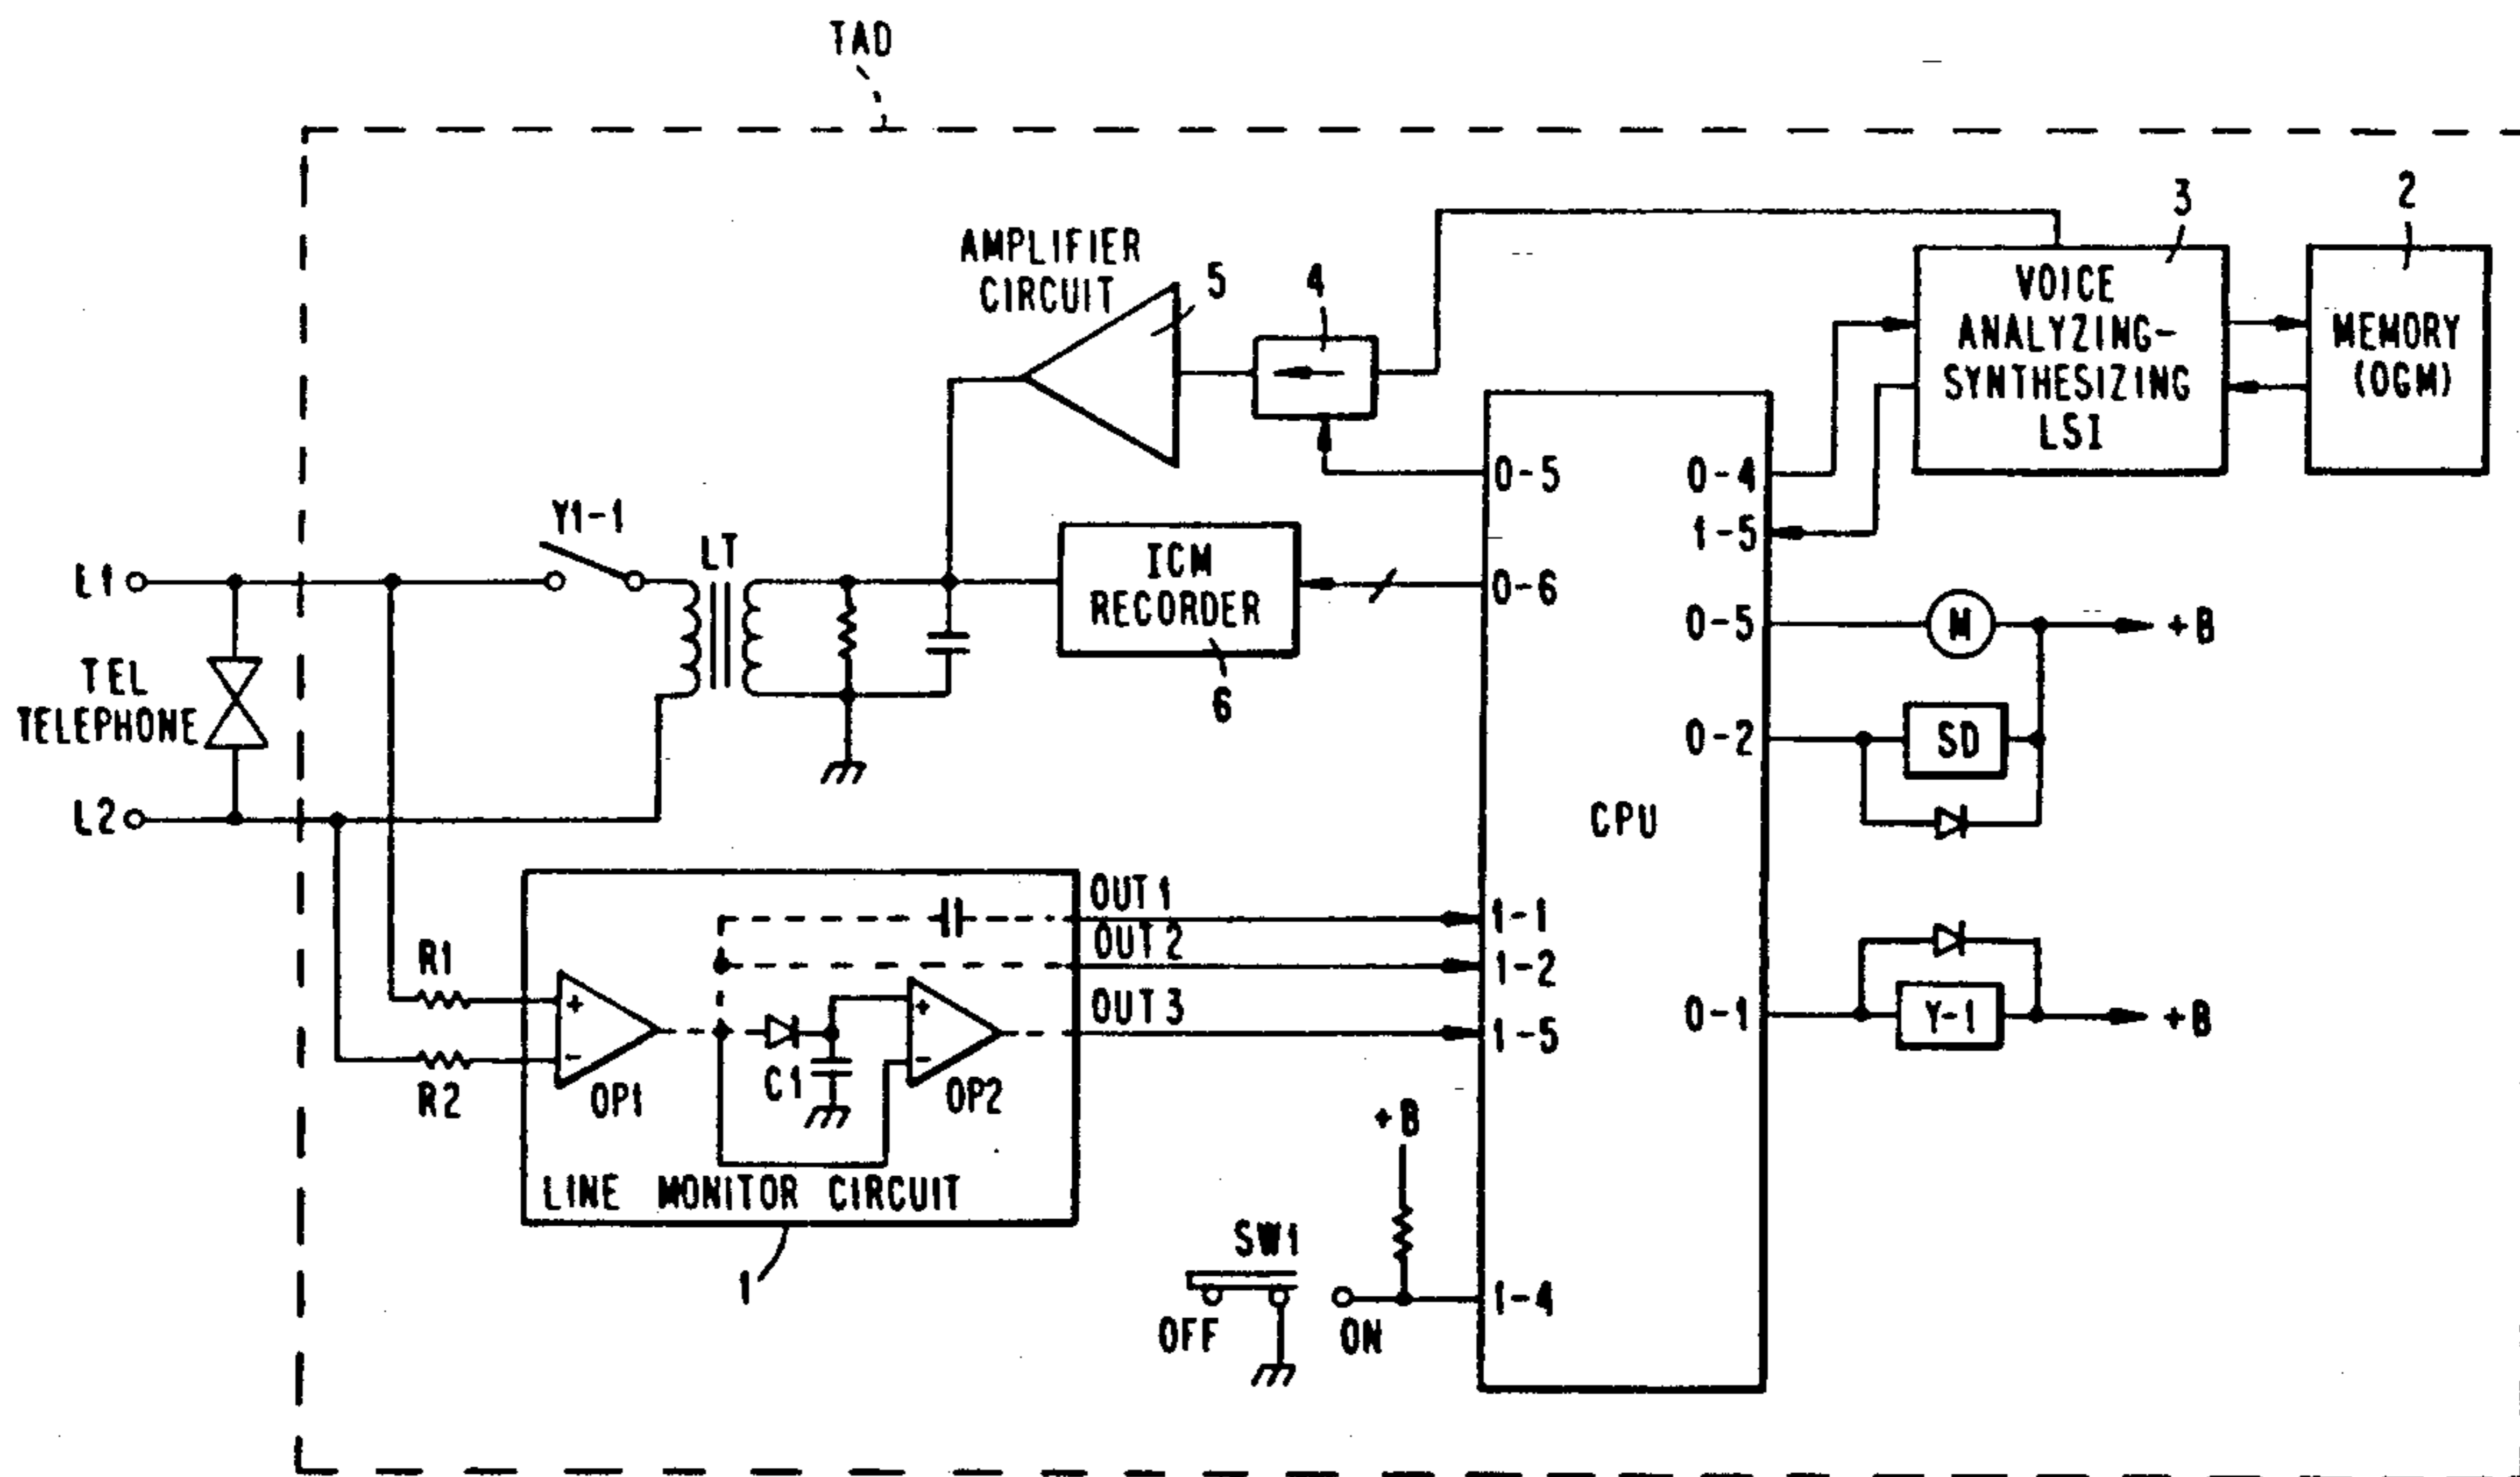 TAD
3
2
AMPLIFIER
CIRCUIT
5
4
VOICE
ANALYZING-
SYNTHESIZING
LSI
MEMORY
(OGM)
0-5
0-4
1-5
Y1-1
LT
L1
ICM
RECORDER
6
0-6
0-5
M
+B
TEL
TELEPHONE
0-2
SD
L2
CPU
OUT 1
1-1
OUT 2
1-2
OUT 3
1-5
R1
+
-
R2
OP1
C1
+
-
OP2
0-1
Y-1
+B
+B
LINE MONITOR CIRCUIT
1
SW1
OFF
ON
1-4